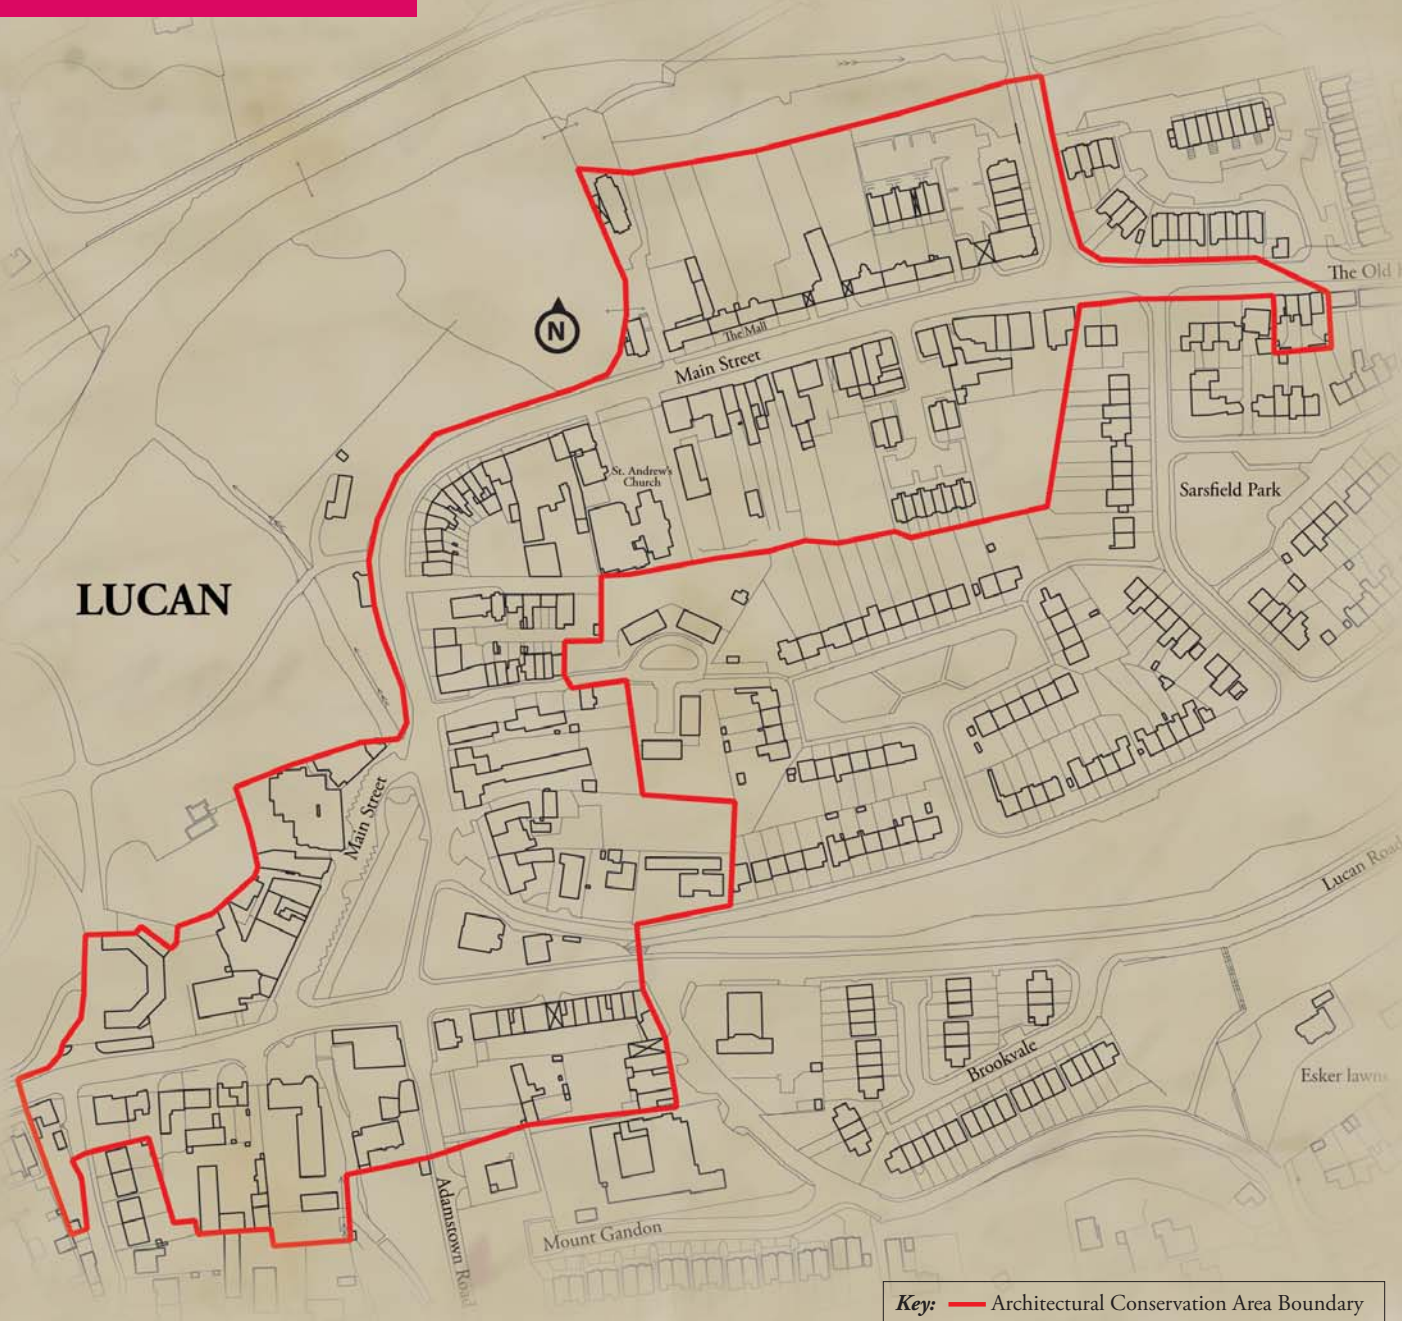 The Old
N
The Mall
Main Street
St. Andrew's
Church
Sarsfield Park
LUCAN
Main Street
Lucan Road
Brookvale
Esker lawns
Adamstown Road
Mount Gandon
Key: Architectural Conservation Area Boundary